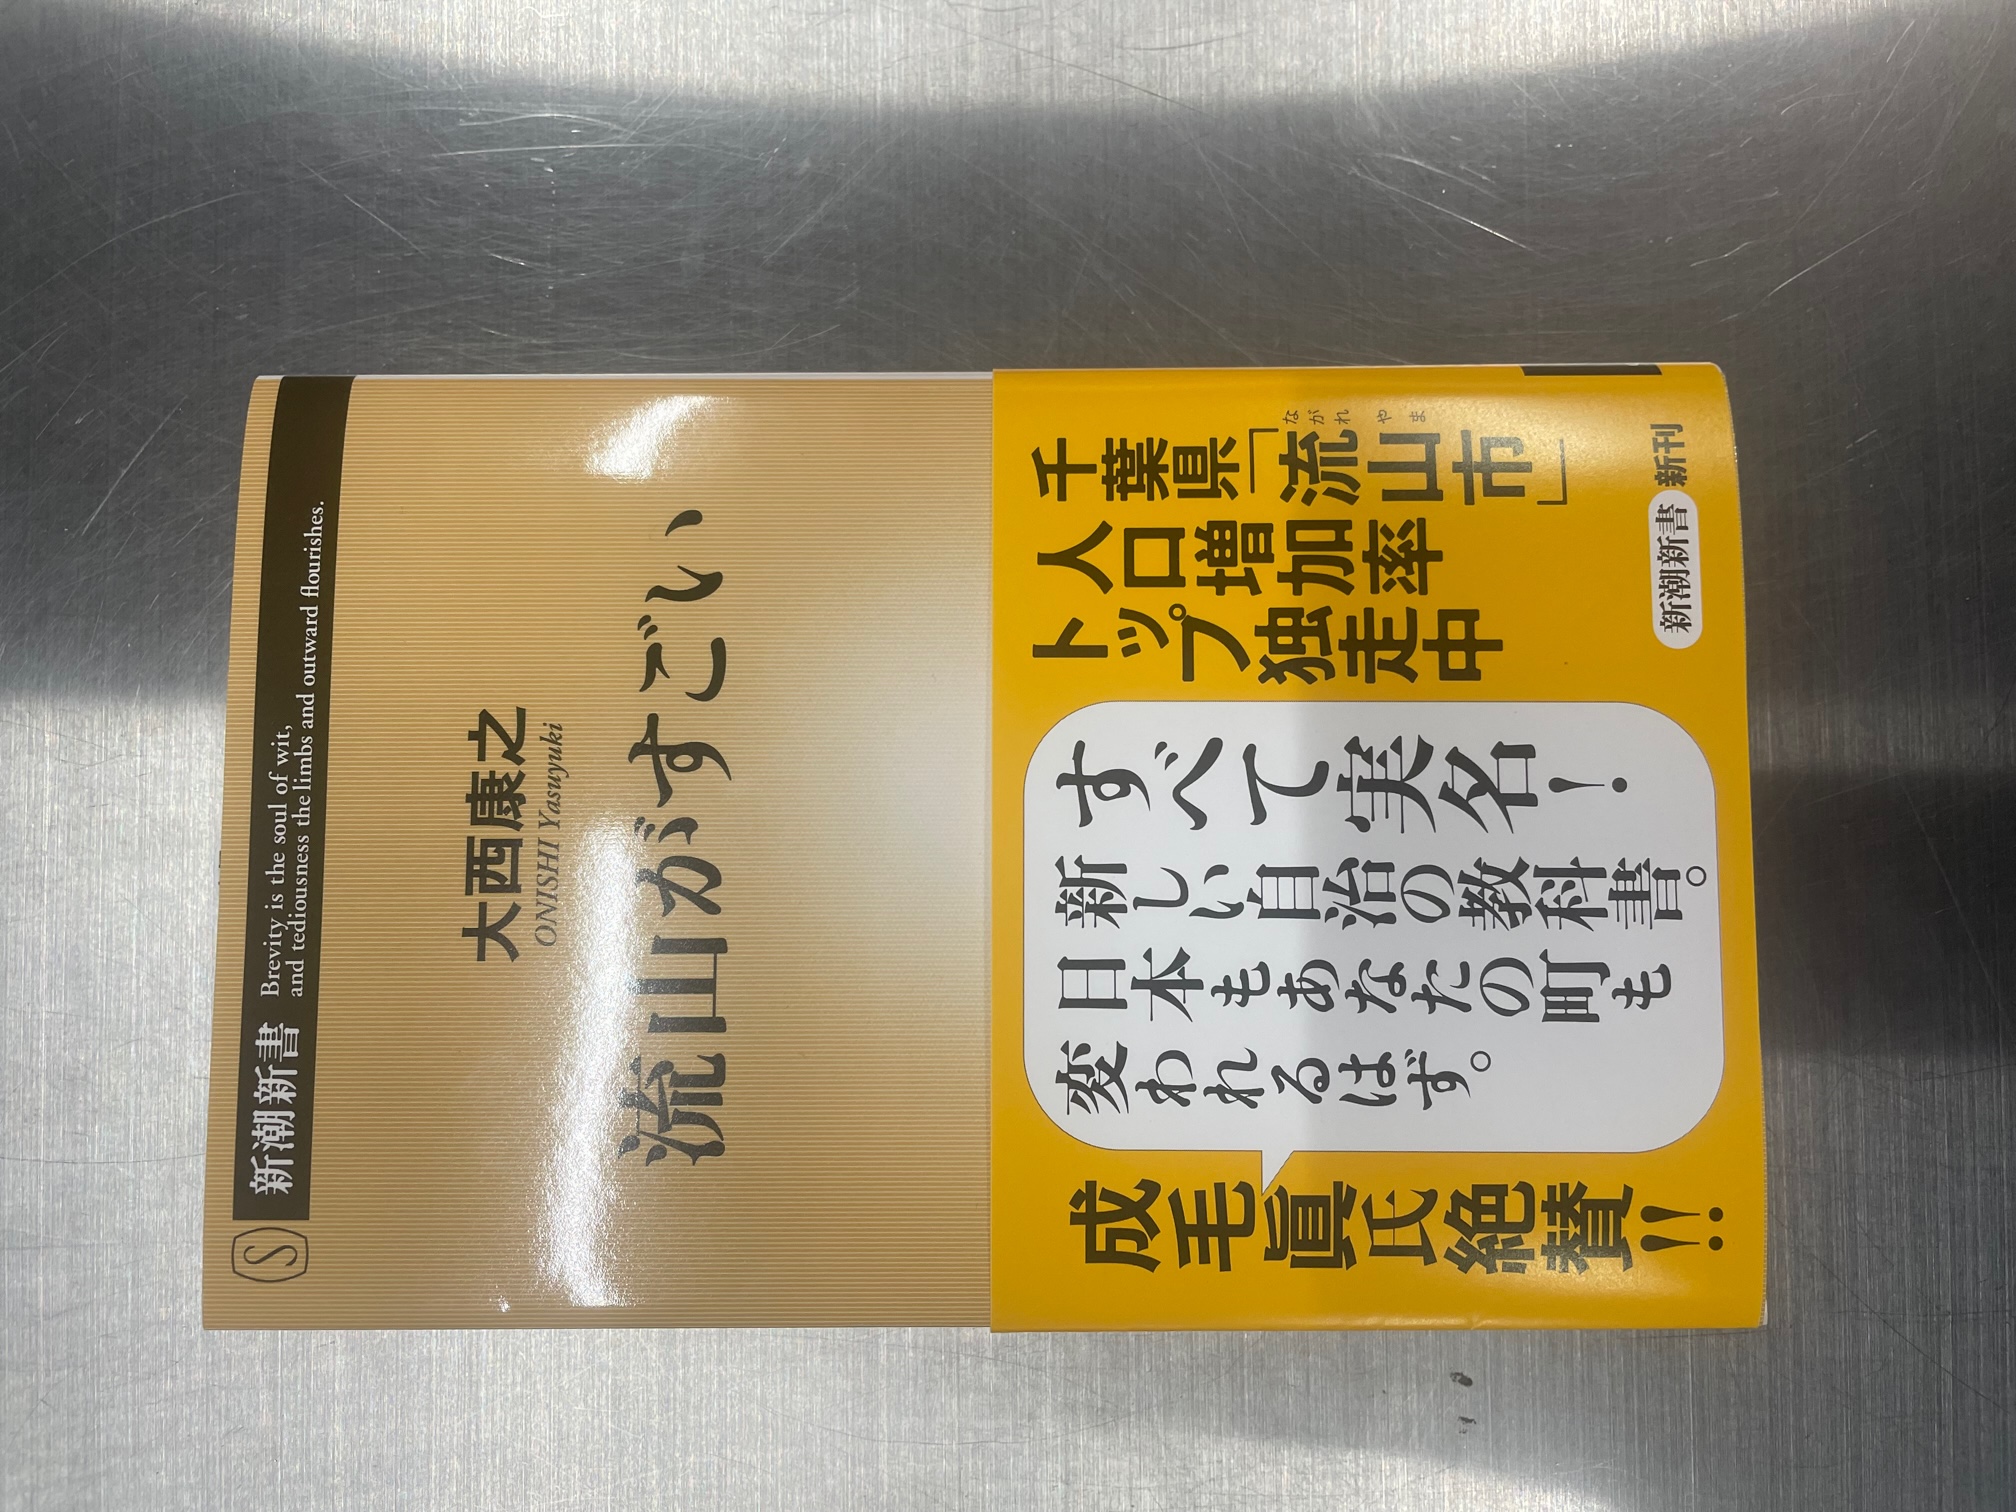 新潮新書
Brevity is the soul of wit,
and tediousness the limbs and outward flourishes.
大西康之
ONISHI Yasuyuki
流山がすごい
千葉県「流山市」
ながれやま
人口増加率
トップ独走中
すべて実名!
新しい自治の教科書。
日本もあなたの町も
変われるはず。
成毛眞氏絶賛!!
新潮新書 新刊